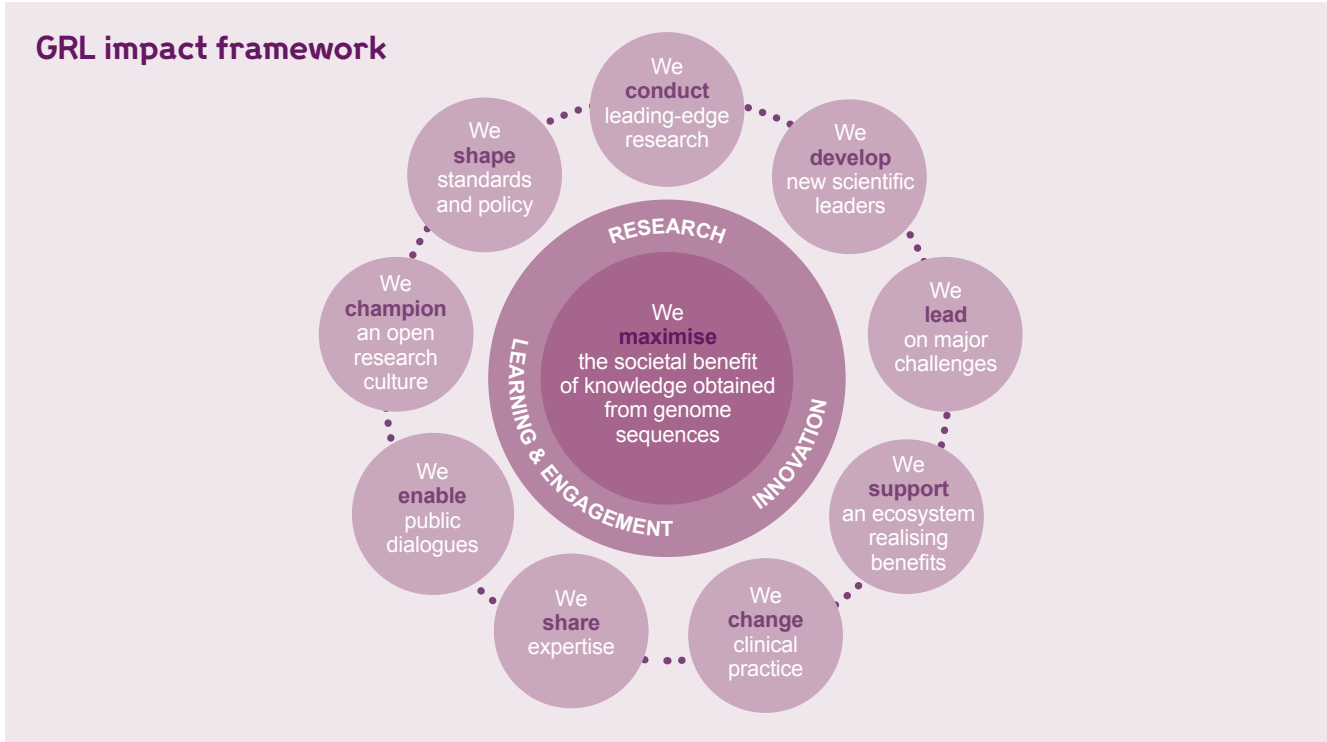 GRL impact framework
We
conduct
leading-edge
research
We
develop
new scientific
leaders
We
lead
on major
challenges
We
support
an ecosystem
realising
benefits
We
change
clinical
practice
We
share
expertise
We
enable
public
dialogues
We
champion
an open
research
culture
We
shape
standards
and policy
RESEARCH
INNOVATION
LEARNING & ENGAGEMENT
We
maximise
the societal benefit
of knowledge obtained
from genome
sequences